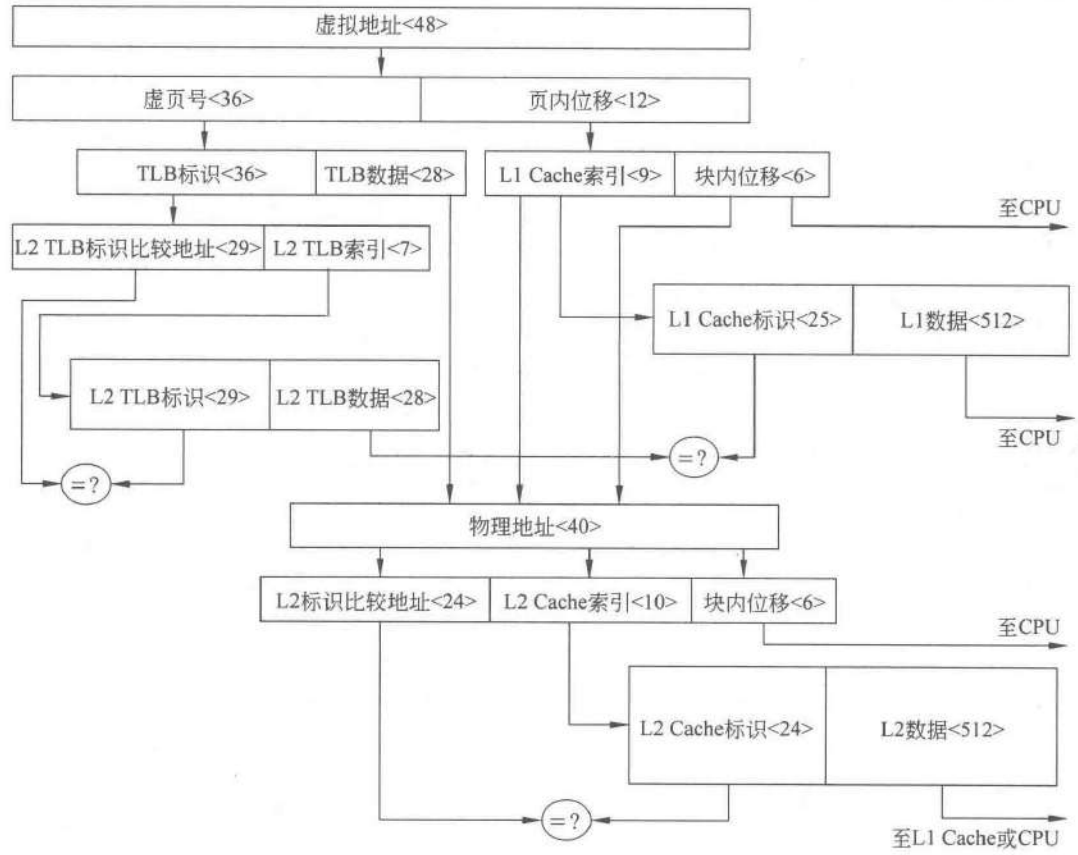 虚拟地址<48>
虚页号<36> 页内位移<12>
TLB标识<36> TLB数据<28> L1 Cache索引<9> 块内位移<6>
至CPU
L2 TLB标识比较地址<29> L2 TLB索引<7>
L1 Cache标识<25> L1数据<512>
L2 TLB标识<29> L2 TLB数据<28>
至CPU
=?
=?
物理地址<40>
L2标识比较地址<24> L2 Cache索引<10> 块内位移<6>
至CPU
L2 Cache标识<24> L2数据<512>
=?
至L1 Cache或CPU